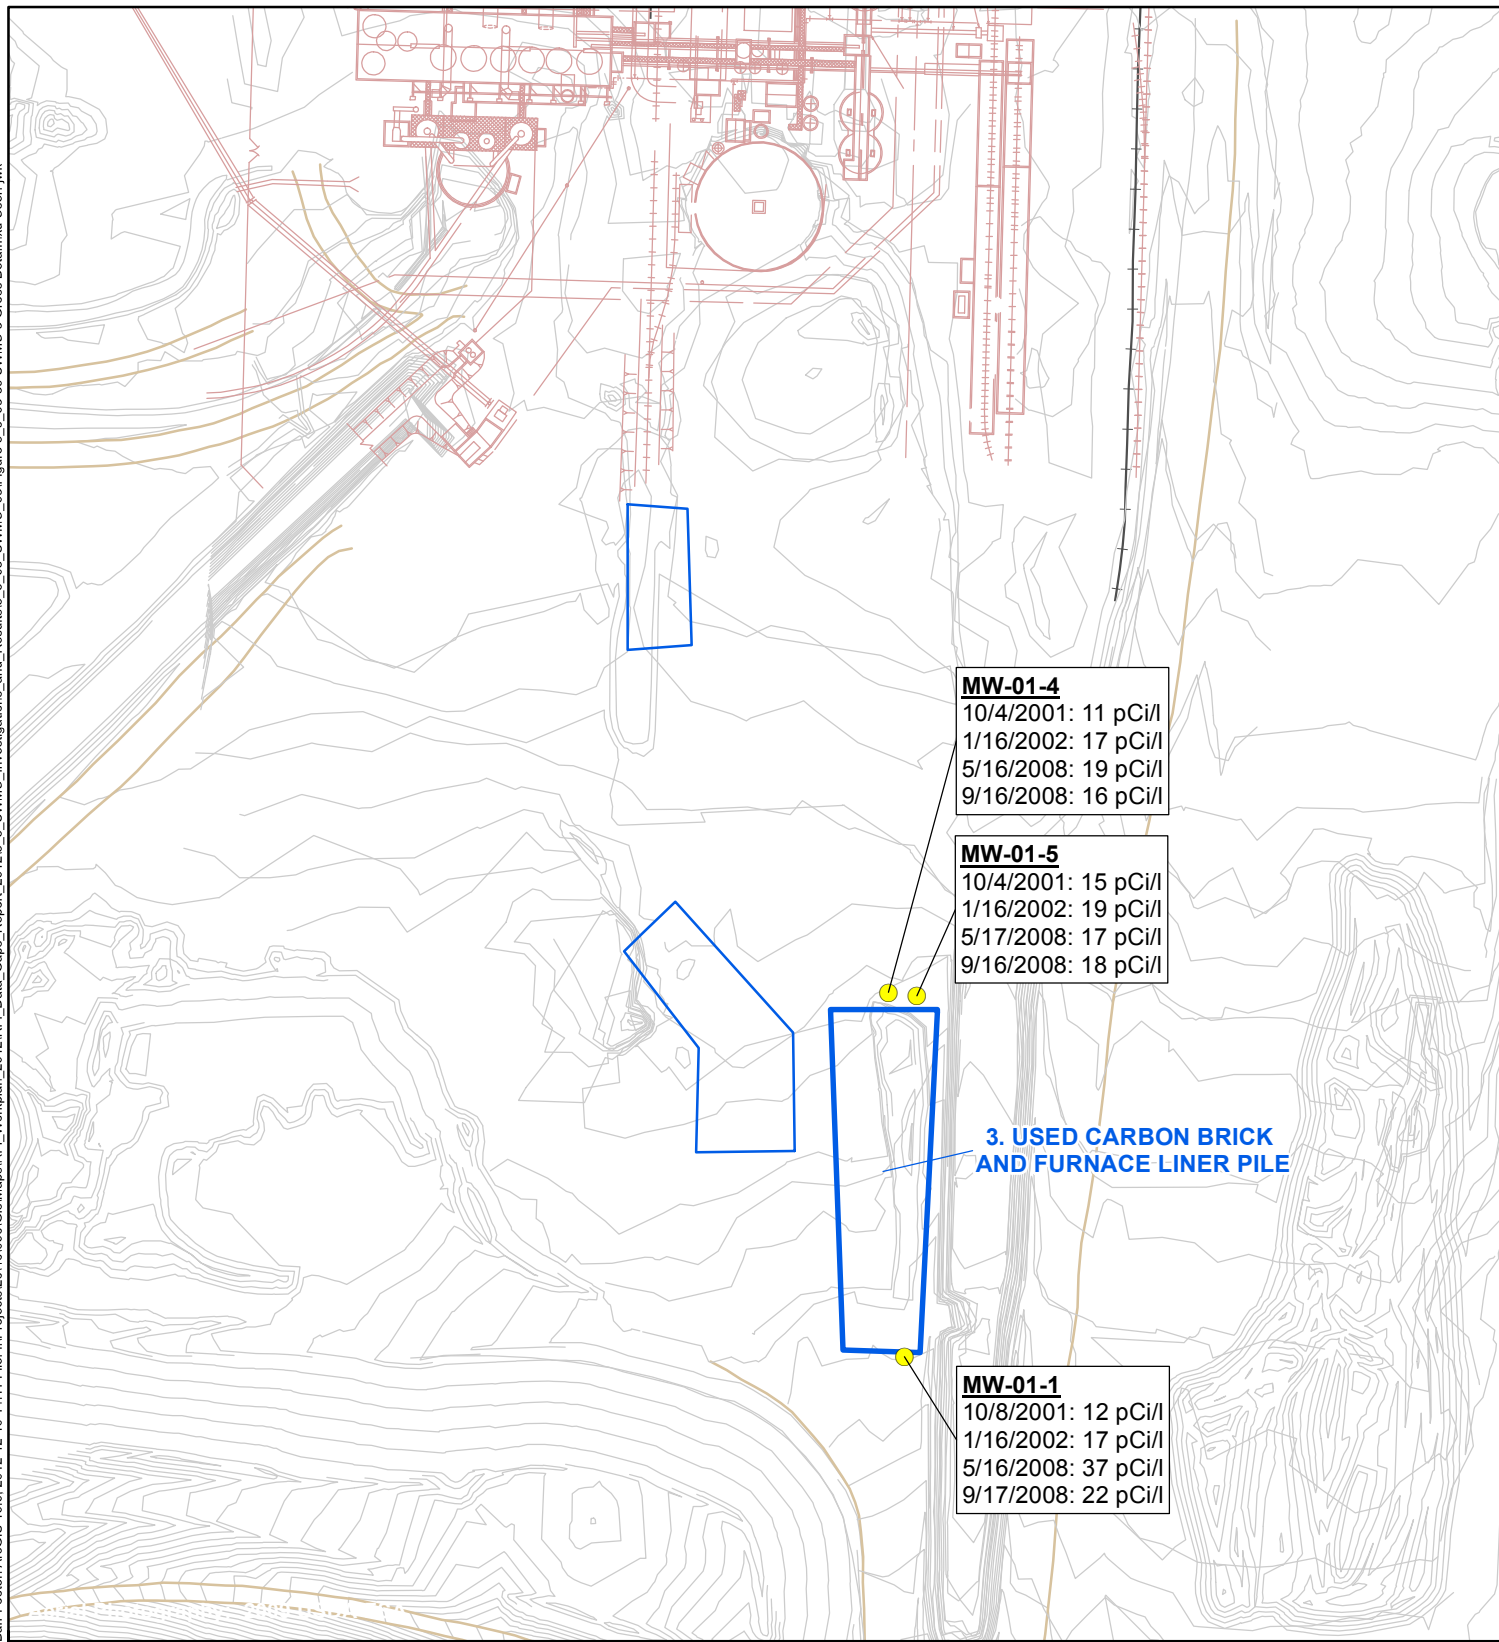 MW-01-4
10/4/2001: 11 pCi/l
1/16/2002: 17 pCi/l
5/16/2008: 19 pCi/l
9/16/2008: 16 pCi/l
MW-01-5
10/4/2001: 15 pCi/l
1/16/2002: 19 pCi/l
5/17/2008: 17 pCi/l
9/16/2008: 18 pCi/l
3. USED CARBON BRICK
AND FURNACE LINER PILE
MW-01-1
10/8/2001: 12 pCi/l
1/16/2002: 17 pCi/l
5/16/2008: 37 pCi/l
9/17/2008: 22 pCi/l